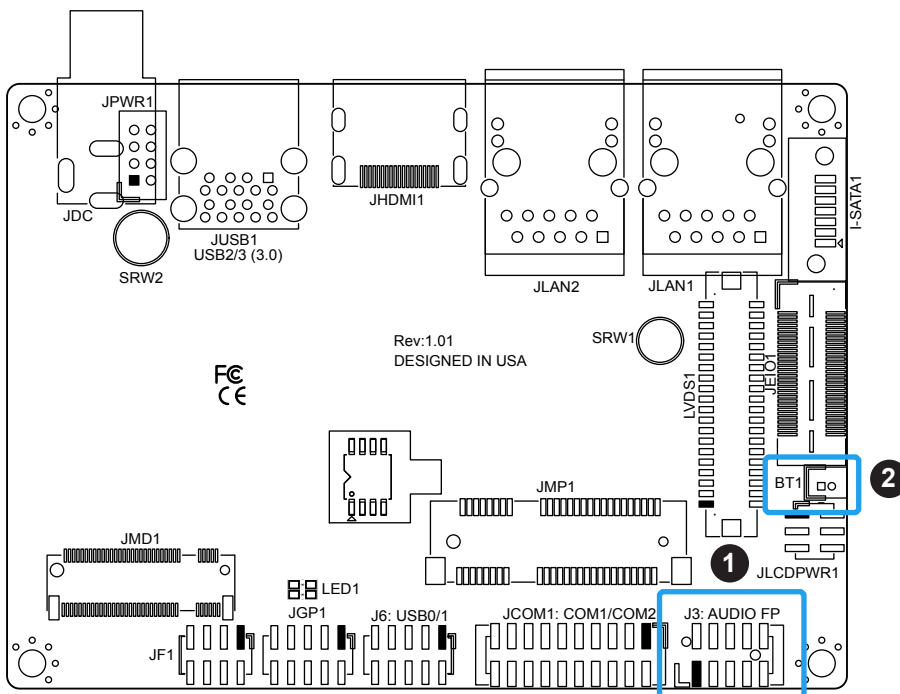 JPWR1
JDC
SRW2
JUSB1
USB2/3 (3.0)
JHDMI1
JLAN2
JLAN1
I-SATA1
Rev:1.01
DESIGNED IN USA
SRW1
LVDS1
JEIO1
FC
CE
BT1
2
JMP1
JMD1
1
JLCDPWR1
LED1
JGP1
J6: USB0/1
JCOM1: COM1/COM2
J3: AUDIO FP
JF1